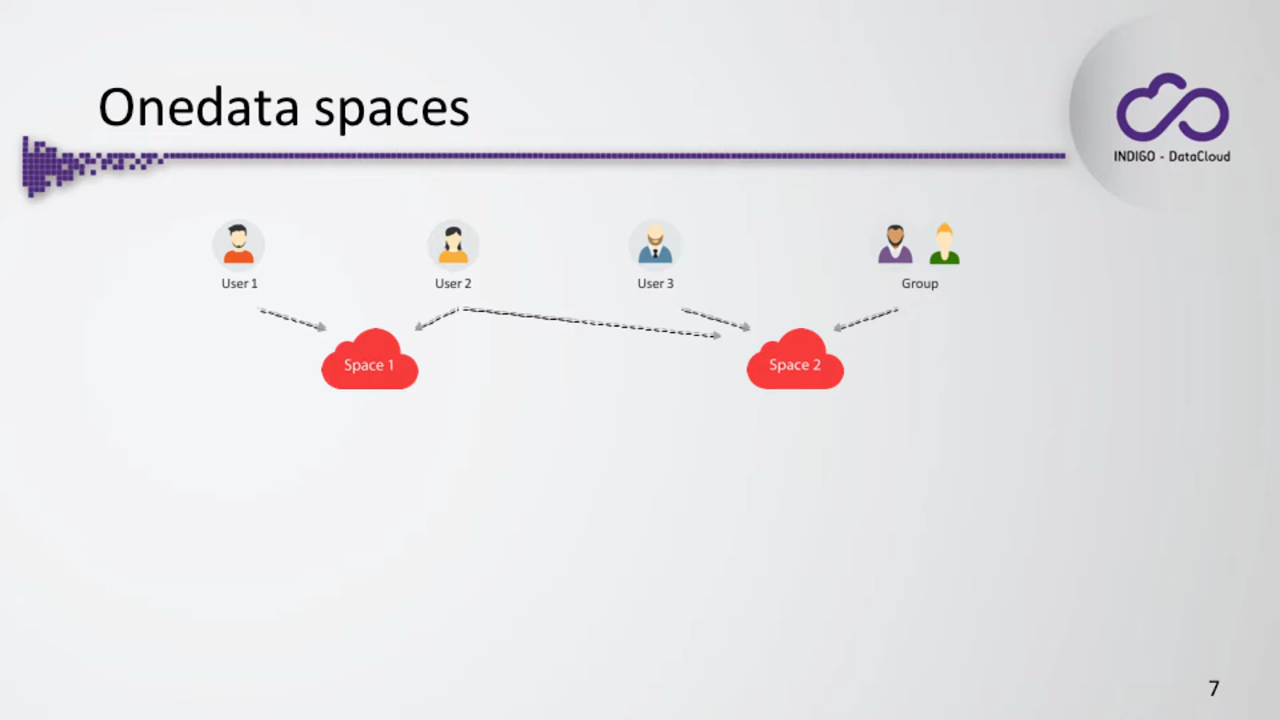 Onedata spaces
INDIGO - DataCloud
User 1
User 2
User 3
Group
Space 1
Space 2
7